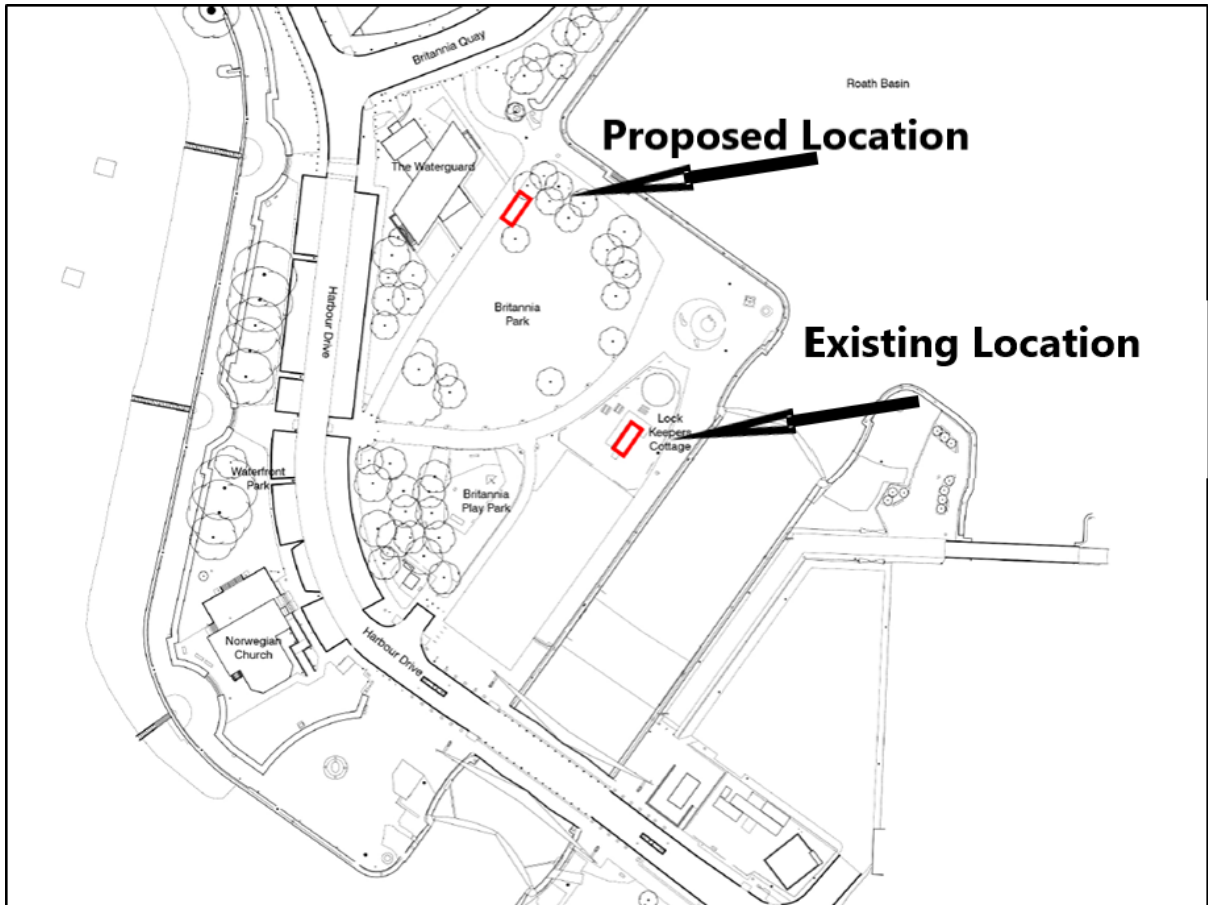 Britannia Quay
Roath Basin
Proposed Location
The Waterguard
Harbour Drive
Britannia
Park
Existing Location
Lock
Keepers
Cottage
Waterfront
Park
Britannia
Play Park
Norwegian
Church
Harbour Drive